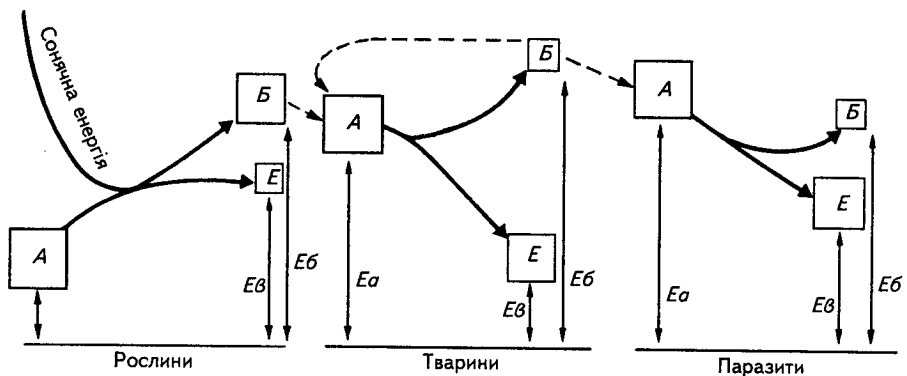 Сонячна енергія
А
Б
Е
Ев
Еб
Рослини
А
Б
Е
Еа
Ев
Еб
Тварини
А
Б
Е
Еа
Ев
Еб
Паразити